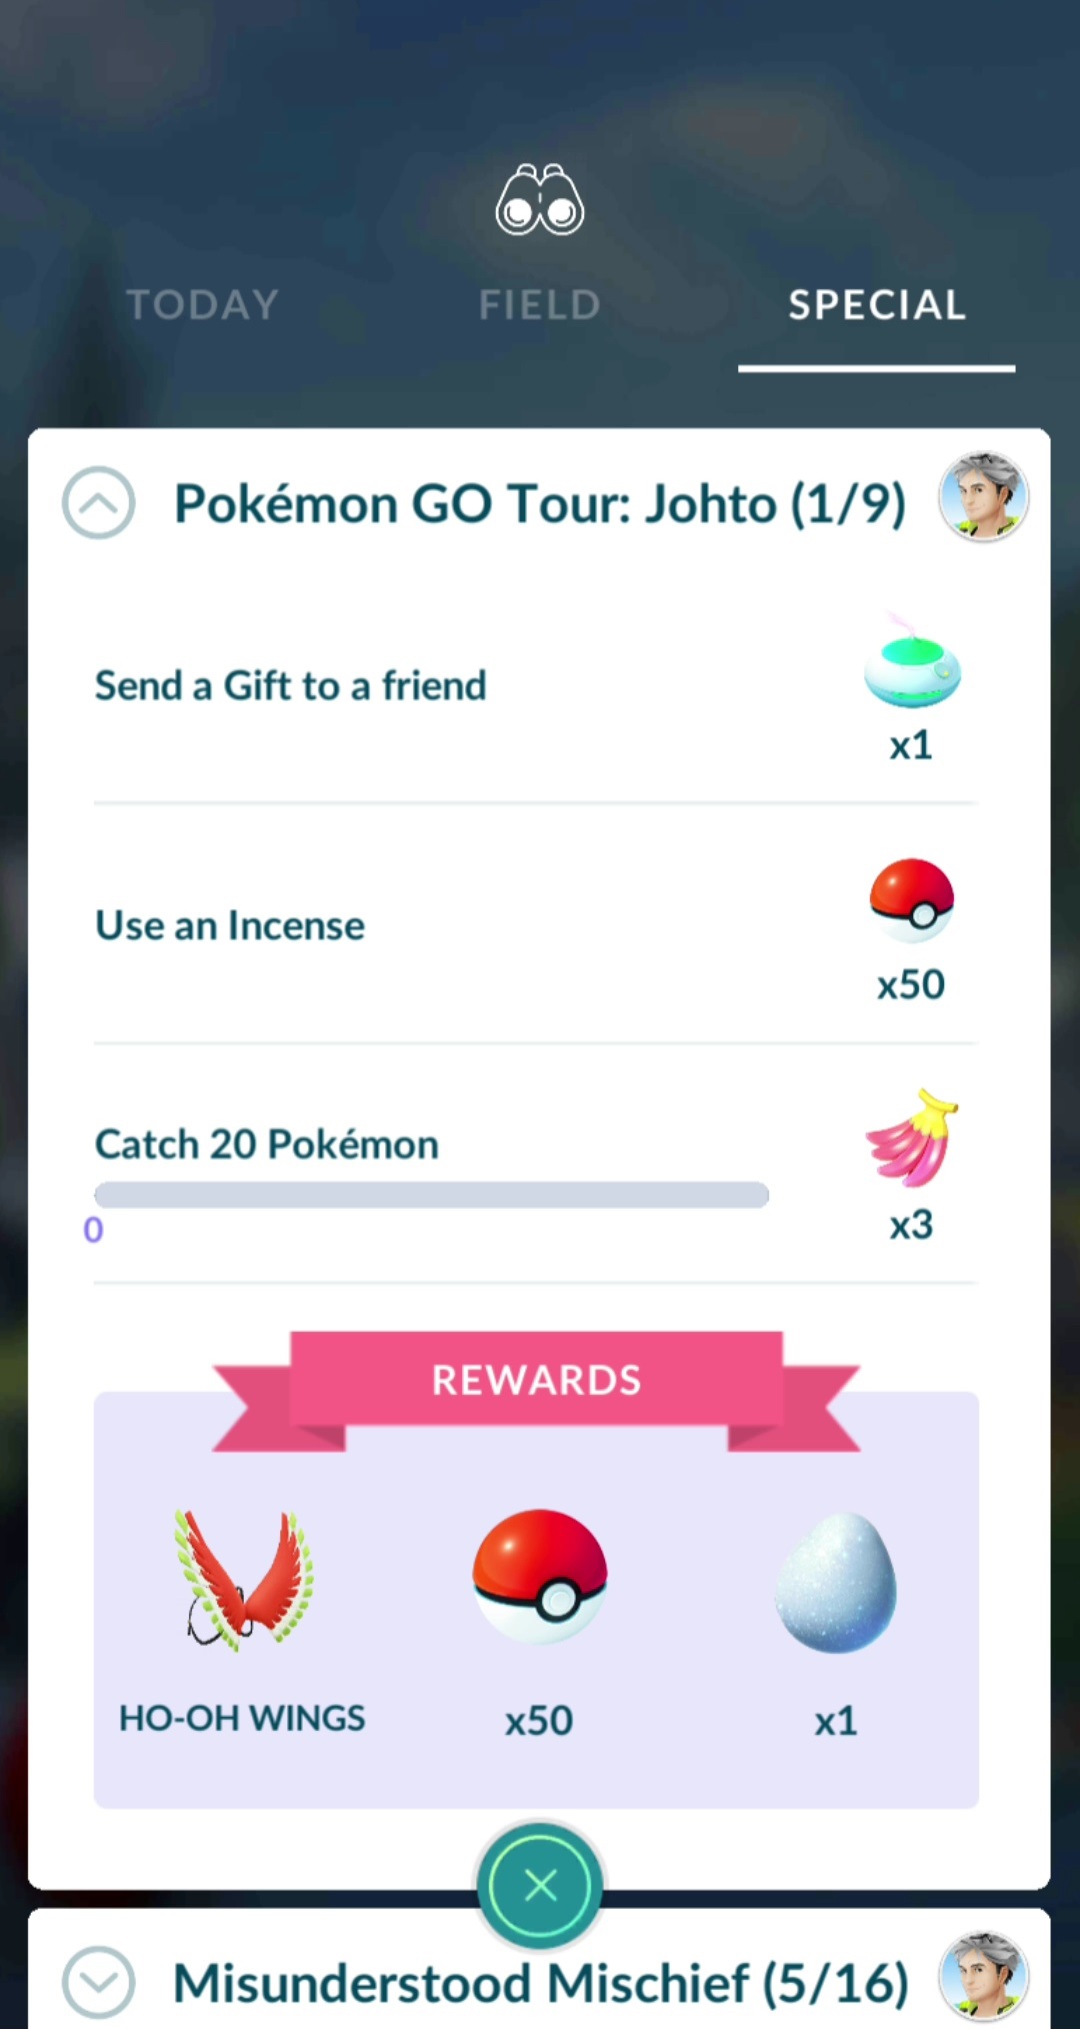 TODAY
FIELD
SPECIAL
Pokémon GO Tour: Johto (1/9)
Send a Gift to a friend
x1
Use an Incense
x50
Catch 20 Pokémon
0
x3
REWARDS
HO-OH WINGS
x50
x1
Misunderstood Mischief (5/16)